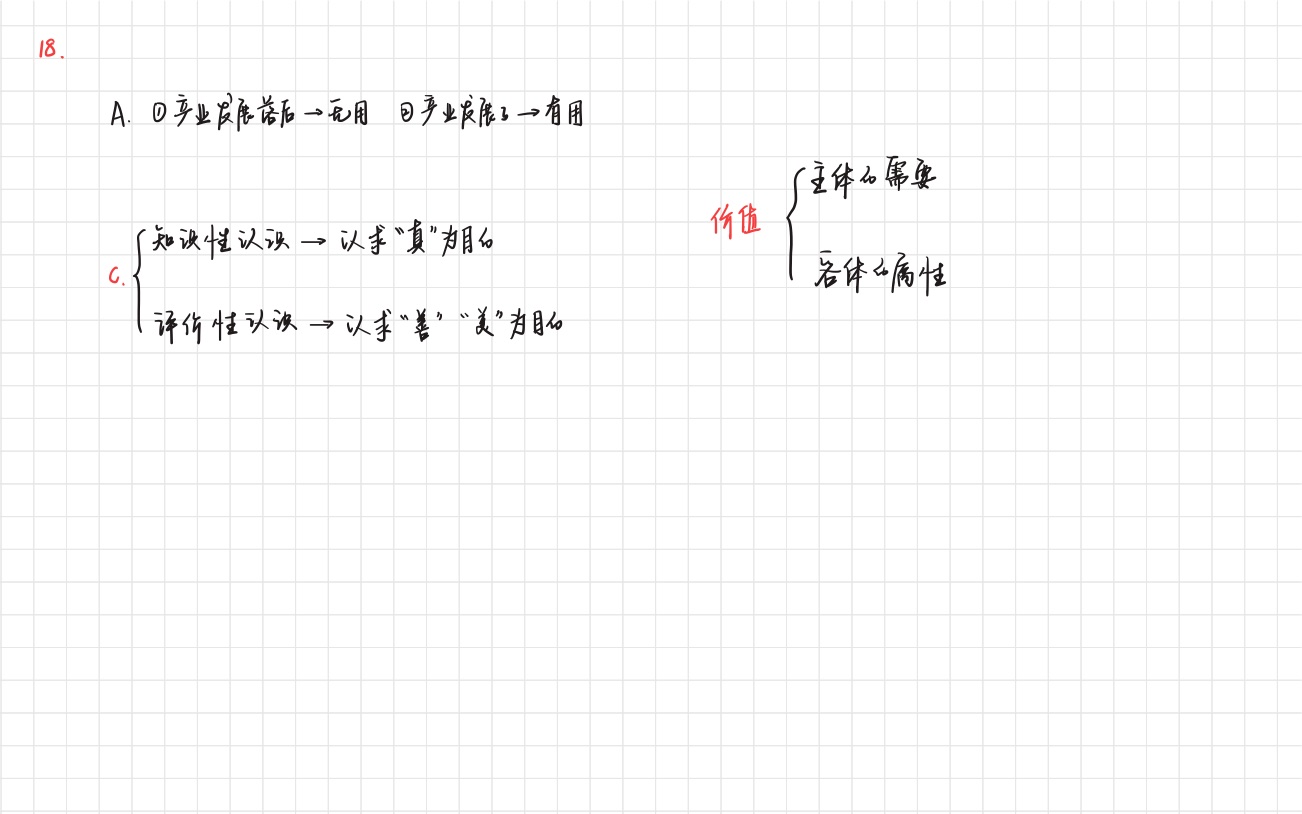 18.
A. ①产业发展落后→无用 ②产业发展了→有用
价值
主体的需要
客体的属性
C.
知识性认识 → 以求“真”为目的
评价性认识 → 以求“善”“美”为目的